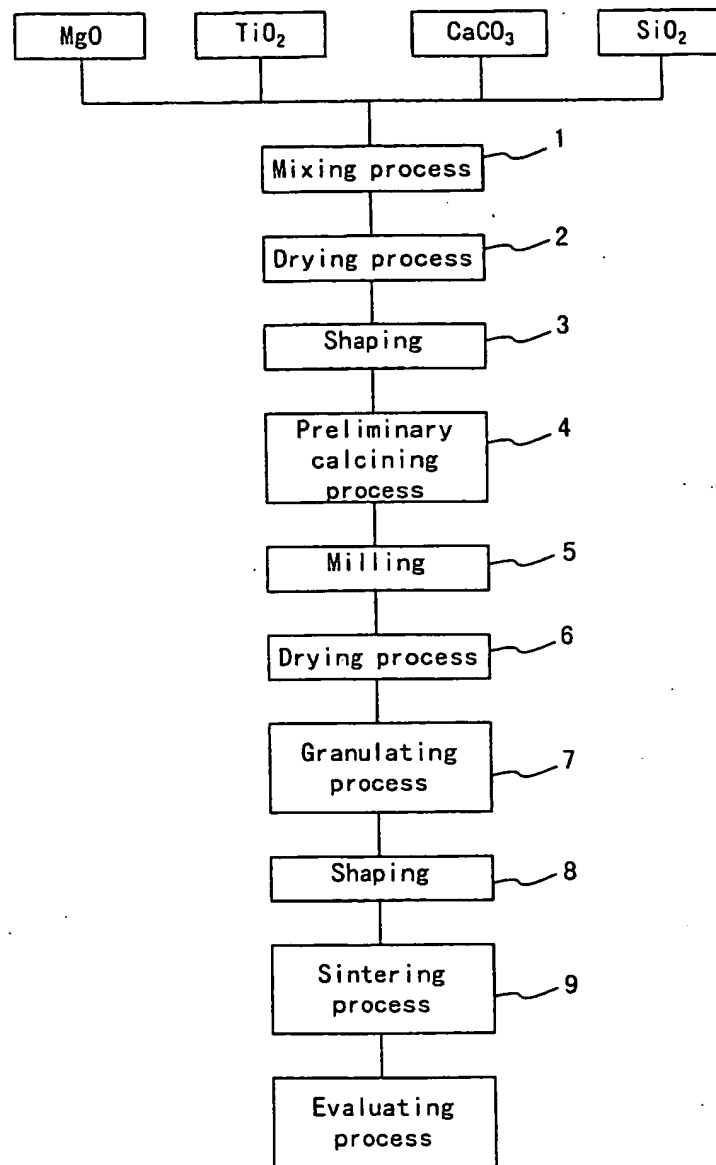 MgO
TiO₂
CaCO₃
SiO₂
Mixing process
1
Drying process
2
Shaping
3
Preliminary
calcining
process
4
Milling
5
Drying process
6
Granulating
process
7
Shaping
8
Sintering
process
9
Evaluating
process